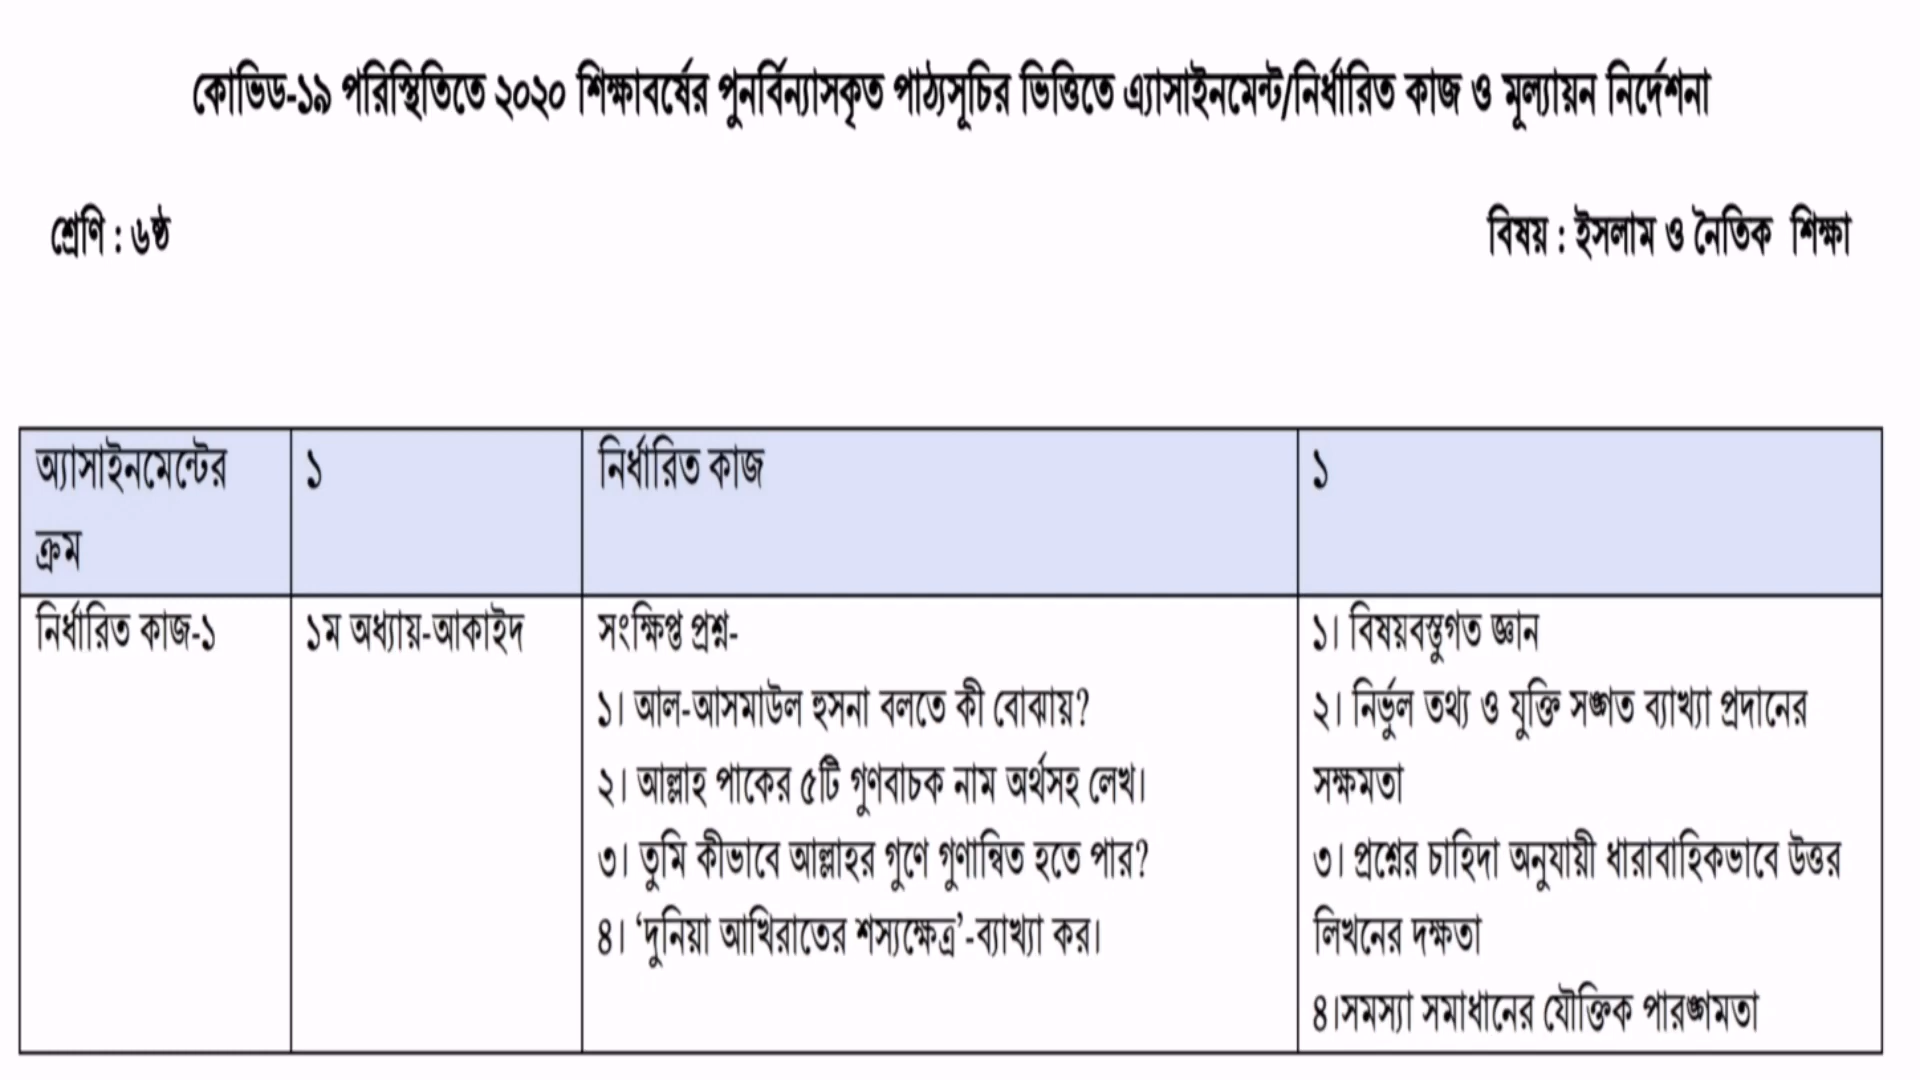 কোভিড-১৯ পরিস্থিতিতে ২০২০ শিক্ষাবর্ষের পুনর্বিন্যাসকৃত পাঠ্যসূচির ভিত্তিতে এ্যাসাইনমেন্ট/নির্ধারিত কাজ ও মূল্যায়ন নির্দেশনা
শ্রেণি : ৬ষ্ঠ
বিষয় : ইসলাম ও নৈতিক শিক্ষা
অ্যাসাইনমেন্টের
ক্রম
১
নির্ধারিত কাজ
১
নির্ধারিত কাজ-১
১ম অধ্যায়-আকাইদ
সংক্ষিপ্ত প্রশ্ন-
১। আল-আসমাউল হুসনা বলতে কী বোঝায়?
২। আল্লাহ পাকের ৫টি গুণবাচক নাম অর্থসহ লেখ।
৩। তুমি কীভাবে আল্লাহর গুণে গুণান্বিত হতে পার?
৪। ‘দুনিয়া আখিরাতের শস্যক্ষেত্র’-ব্যাখ্যা কর।
১। বিষয়বস্তুগত জ্ঞান
২। নির্ভুল তথ্য ও যুক্তি সঙ্গত ব্যাখ্যা প্রদানের
সক্ষমতা
৩। প্রশ্নের চাহিদা অনুযায়ী ধারাবাহিকভাবে উত্তর
লিখনের দক্ষতা
৪।সমস্যা সমাধানের যৌক্তিক পারঙ্গমতা